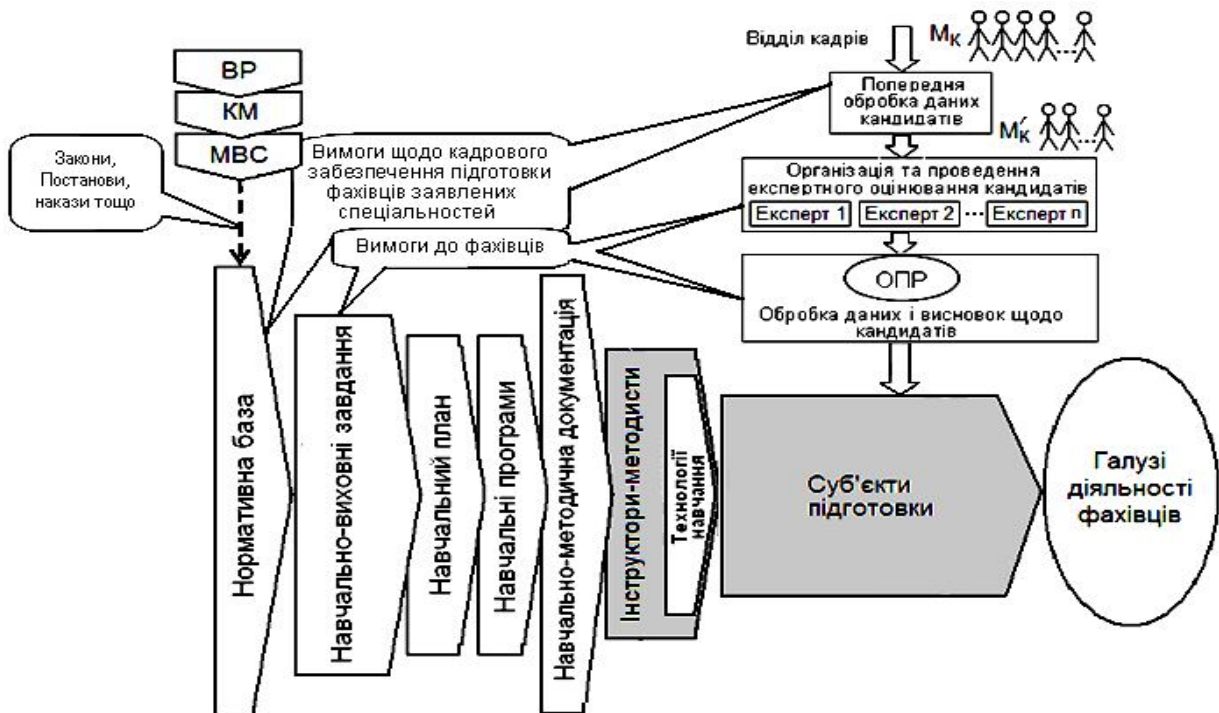 ВР
КМ
МВС
Закони,
Постанови,
накази тощо
Вимоги щодо кадрового
забезпечення підготовки
фахівців заявлених
спеціальностей
Вимоги до фахівців
Відділ кадрів
Мк
Попередня
обробка даних
кандидатів
М′к
Організація та проведення
експертного оцінювання кандидатів
Експерт 1 Експерт 2 ... Експерт n
ОПР
Обробка даних і висновок щодо
кандидатів
Нормативна база
Навчально-виховні завдання
Навчальний план
Навчальні програми
Навчально-методична документація
Інструктори-методисти
Технології
навчання
Суб'єкти
підготовки
Галузі
діяльності
фахівців